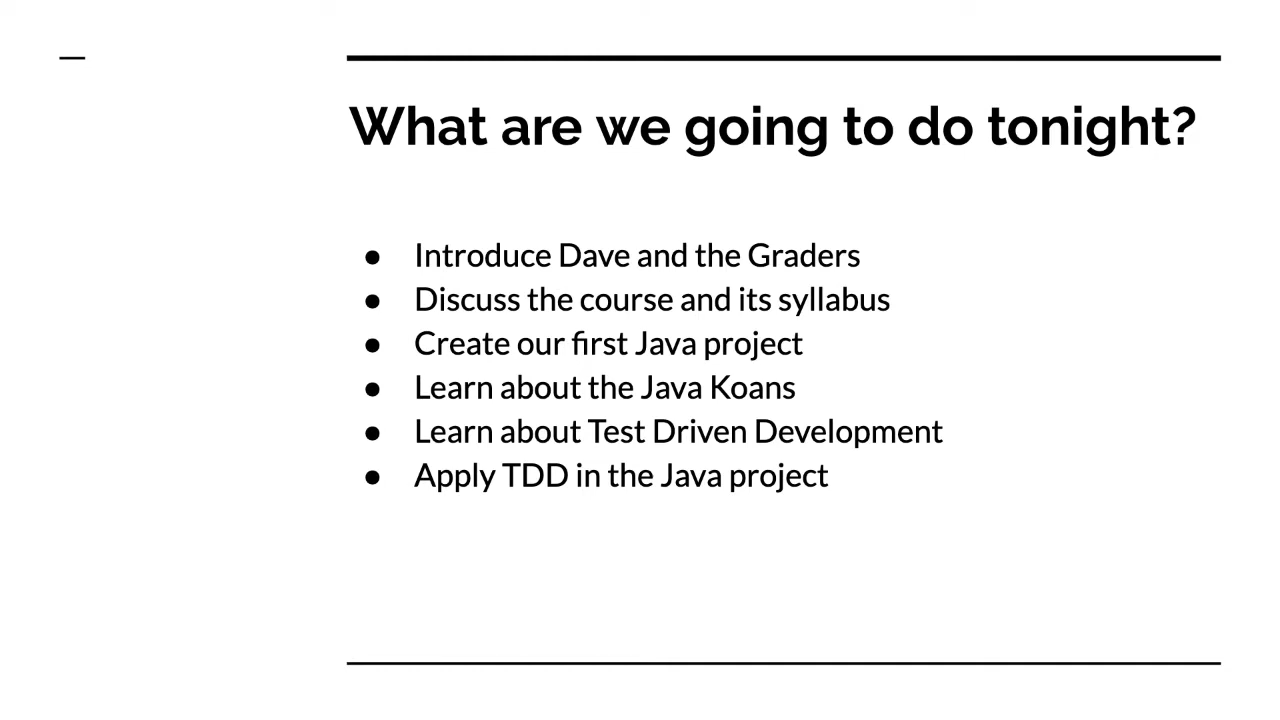 What are we going to do tonight?
● Introduce Dave and the Graders
● Discuss the course and its syllabus
● Create our first Java project
● Learn about the Java Koans
● Learn about Test Driven Development
● Apply TDD in the Java project